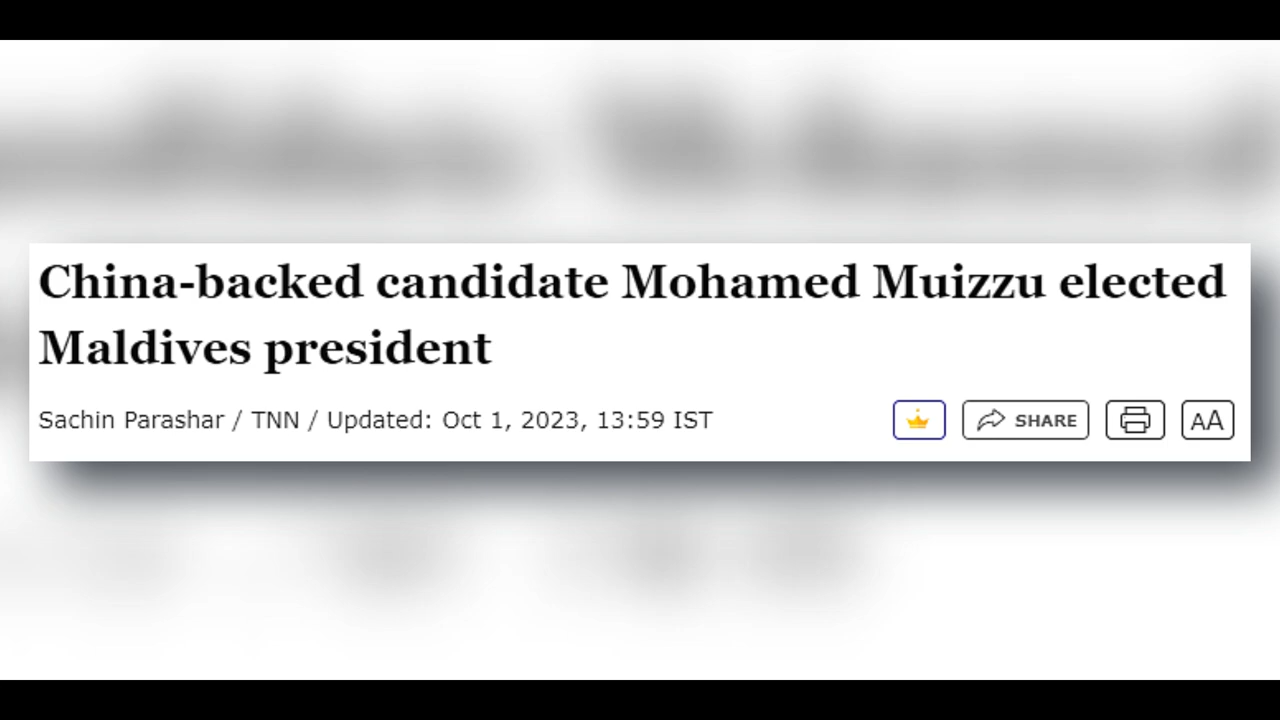 China-backed candidate Mohamed Muizzu elected
Maldives president
Sachin Parashar / TNN / Updated: Oct 1, 2023, 13:59 IST
SHARE
AA